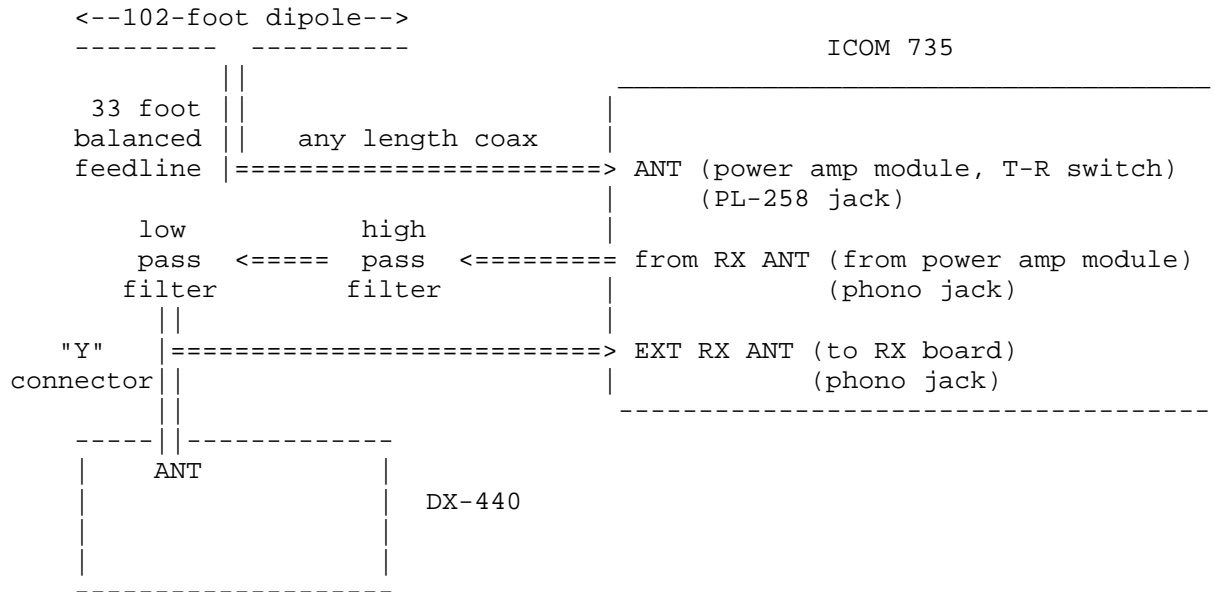 <--102-foot dipole-->
ICOM 735
33 foot
balanced any length coax
feedline ANT (power amp module, T-R switch)
(PL-258 jack)
low high
pass pass from RX ANT (from power amp module)
filter filter (phono jack)
"Y" EXT RX ANT (to RX board)
connector (phono jack)
ANT
DX-440